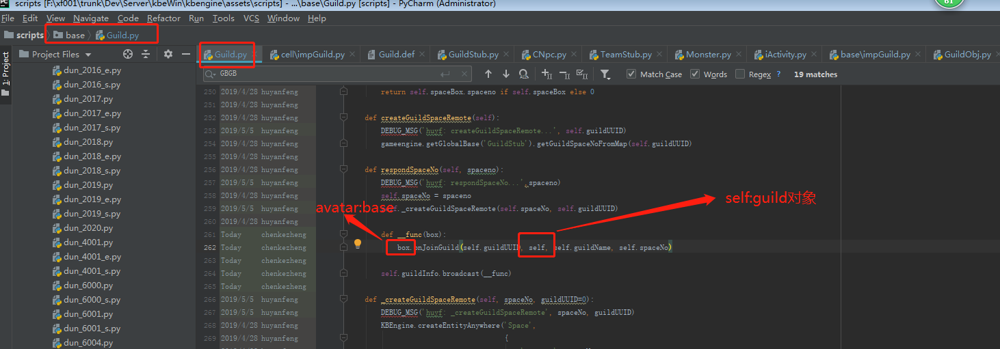 scripts [F:\xf001\trunk\Dev\Server\kbeWin\kbengine\assets\scripts] - ...\base\Guild.py [scripts] - PyCharm (Administrator)
61
File Edit View Navigate Code Refactor Run Tools VCS Window Help
scripts base Guild.py
1: Project
Project Files
Guild.py cell\impGuild.py Guild.def GuildStub.py CNpc.py TeamStub.py Monster.py iActivity.py base\impGuild.py GuildObj.py
GBGB Match Case Words Regex ? 19 matches
dun_2016_e.py
dun_2016_s.py
dun_2017.py
dun_2017_e.py
dun_2017_s.py
dun_2018.py
dun_2018_e.py
dun_2018_s.py
dun_2019.py
dun_2019_e.py
dun_2019_s.py
dun_2020.py
dun_4001.py
dun_4001_e.py
dun_4001_s.py
dun_6000.py
dun_6000_s.py
dun_6001.py
dun_6001_s.py
dun_6004.py
250 2019/4/28 huyanfeng return self.spaceBox.spaceno if self.spaceBox else 0
251 2019/4/28 huyanfeng
252 2019/4/28 huyanfeng def createGuildSpaceRemote(self):
253 2019/5/5 huyanfeng DEBUG_MSG('huyf: createGuildSpaceRemote...', self.guildUUID)
254 2019/4/28 huyanfeng gameengine.getGlobalBase('GuildStub').getGuildSpaceNoFromMap(self.guildUUID)
255 2019/4/28 huyanfeng
256 2019/4/28 huyanfeng def respondSpaceNo(self, spaceno):
257 2019/5/5 huyanfeng DEBUG_MSG('huyf: respondSpaceNo...', spaceno)
258 2019/4/28 huyanfeng self.spaceNo = spaceno
259 2019/5/5 huyanfeng _createGuildSpaceRemote(self.spaceNo, self.guildUUID)
260 2019/4/28 huyanfeng
261 Today chenkezheng def __func(box):
262 Today chenkezheng box.onJoinGuild(self.guildUUID, self, self.guildName, self.spaceNo)
263 Today chenkezheng
264 Today chenkezheng self.guildInfo.broadcast(__func)
265 Today chenkezheng
266 2019/5/5 huyanfeng def _createGuildSpaceRemote(self, spaceNo, guildUUID=0):
267 2019/5/5 huyanfeng DEBUG_MSG('huyf: _createGuildSpaceRemote', spaceNo, guildUUID)
268 2019/4/28 huyanfeng KBEngine.createEntityAnywhere('Space',
269 2019/4/28 huyanfeng {
avatar:base
self:guild对象